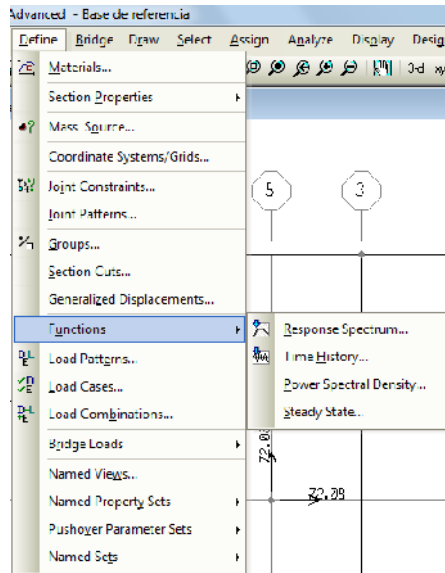 Advanced - Base de referencia
Define Bridge Draw Select Assign Analyze Display Desig
Materials...
3-d xy
Section Properties
Mass Source...
Coordinate Systems/Grids...
Joint Constraints...
5 3
Joint Patterns...
Groups...
Section Cuts...
Generalized Displacements...
Functions
Response Spectrum...
Load Patterns...
Time History...
Load Cases...
Power Spectral Density...
Load Combinations...
Steady State...
Bridge Loads
Named Views...
Named Property Sets
72.09
Pushover Parameter Sets
Named Sets